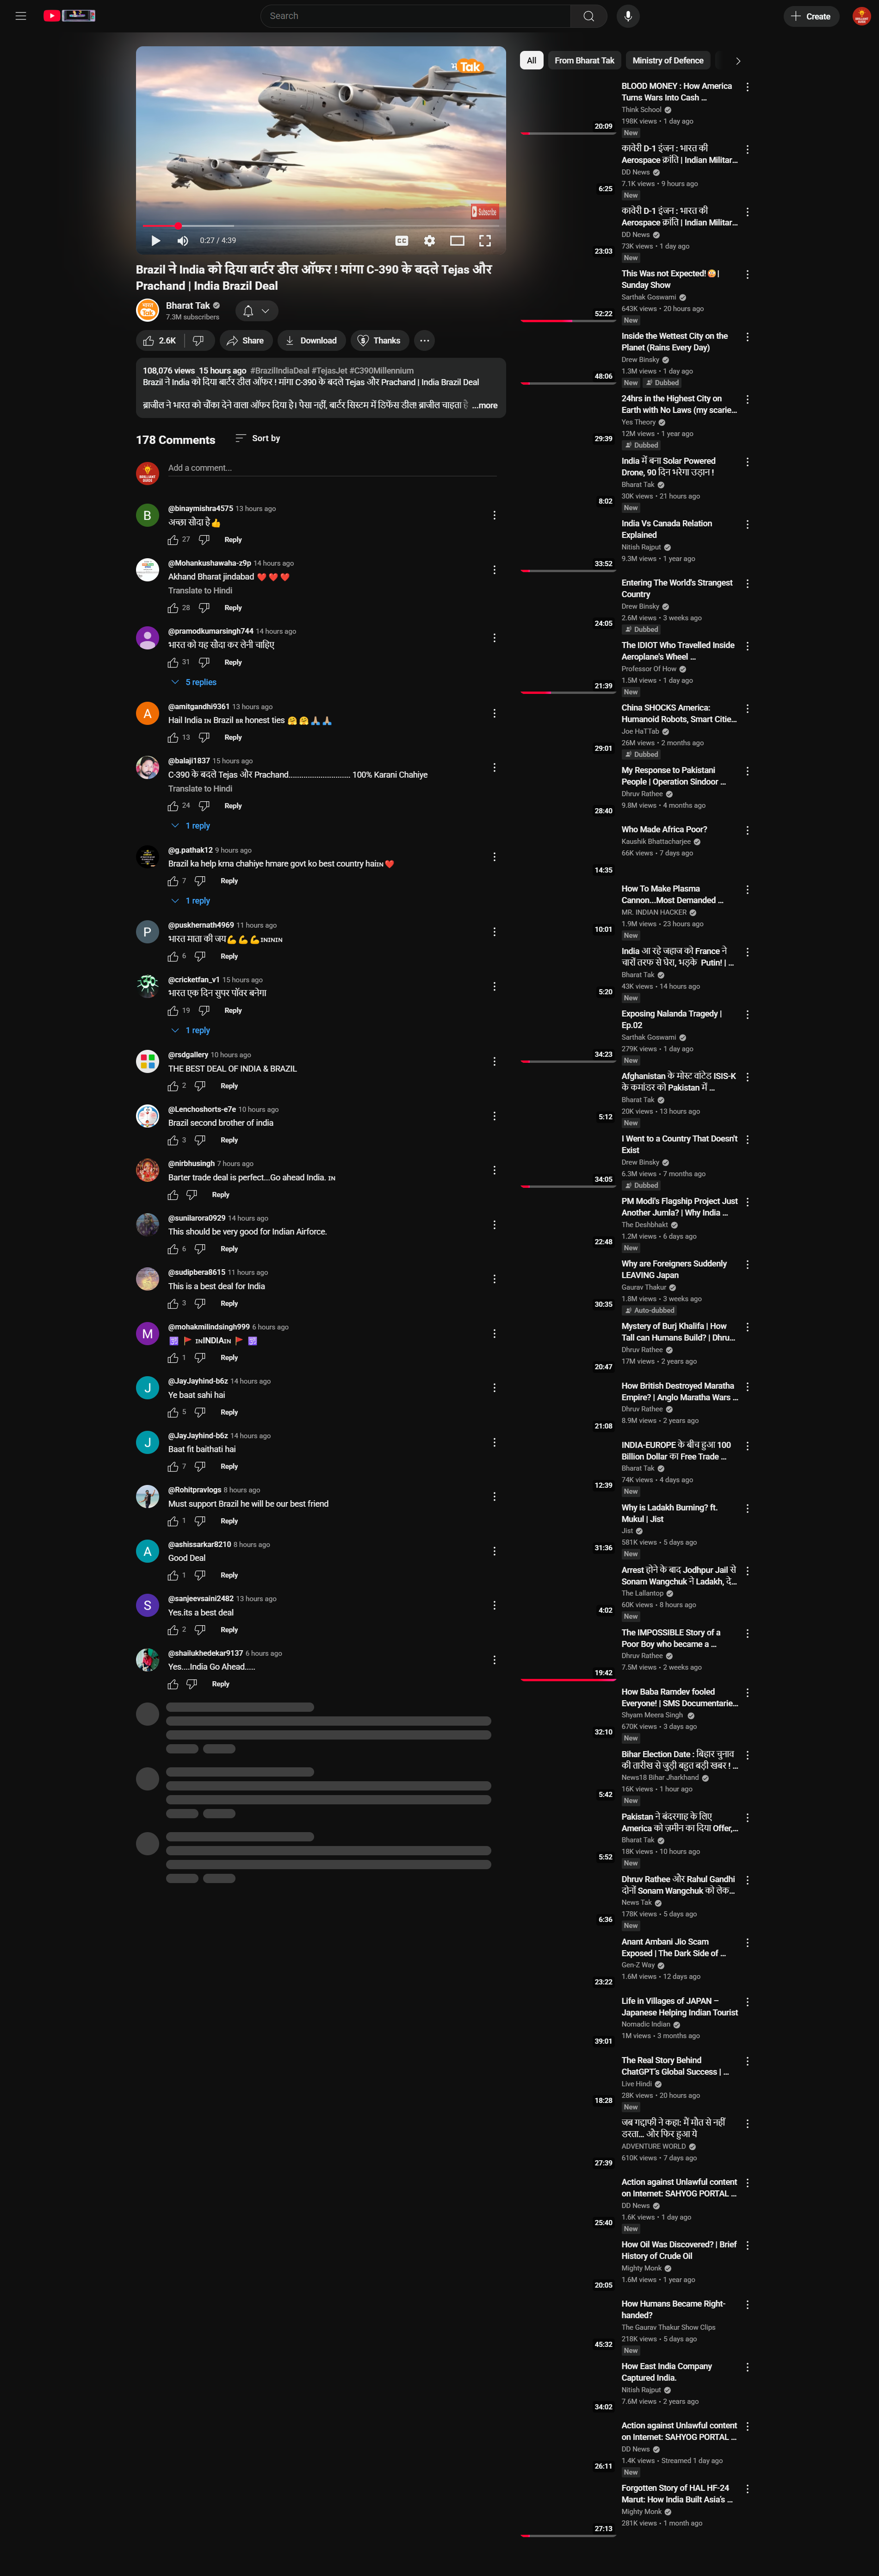 Search
Create
भारत Tak
Subscribe
0:27 / 4:39
Brazil ने India को दिया बार्टर डील ऑफर ! मांगा C-390 के बदले Tejas और
Prachand | India Brazil Deal
Bharat Tak
7.3M subscribers
2.6K
Share
Download
Thanks
108,076 views 15 hours ago #BrazilIndiaDeal #TejasJet #C390Millennium
Brazil ने India को दिया बार्टर डील ऑफर ! मांगा C-390 के बदले Tejas और Prachand | India Brazil Deal
ब्राजील ने भारत को चौंका देने वाला ऑफर दिया है। पैसा नहीं, बार्टर सिस्टम में डिफेंस डील! ब्राजील चाहता है ...more
178 Comments
Sort by
Add a comment...
@binaymishra4575 13 hours ago
अच्छा सौदा है👍
27 Reply
@Mohankushawaha-z9p 14 hours ago
Akhand Bharat jindabad ❤️ ❤️ ❤️
Translate to Hindi
28 Reply
@pramodkumarsingh744 14 hours ago
भारत को यह सौदा कर लेनी चाहिए
31 Reply
5 replies
@amitgandhi9361 13 hours ago
Hail India 🇮🇳 Brazil 🇧🇷 honest ties 🤗🤗🙏🏽🙏🏽
13 Reply
@balaji1837 15 hours ago
C-390 के बदले Tejas और Prachand............................. 100% Karani Chahiye
Translate to Hindi
24 Reply
1 reply
@g.pathak12 9 hours ago
Brazil ka help krna chahiye hmare govt ko best country hai🇮🇳❤️
7 Reply
1 reply
@puskhernath4969 11 hours ago
भारत माता की जय💪💪💪🇮🇳🇮🇳🇮🇳
6 Reply
@cricketfan_v1 15 hours ago
भारत एक दिन सुपर पॉवर बनेगा
19 Reply
1 reply
@rsdgallery 10 hours ago
THE BEST DEAL OF INDIA & BRAZIL
2 Reply
@Lenchoshorts-e7e 10 hours ago
Brazil second brother of india
3 Reply
@nirbhusingh 7 hours ago
Barter trade deal is perfect...Go ahead India. 🇮🇳
Reply
@sunilarora0929 14 hours ago
This should be very good for Indian Airforce.
6 Reply
@sudipbera8615 11 hours ago
This is a best deal for India
3 Reply
@mohakmilindsingh999 6 hours ago
🕉️ 🚩 🇮🇳INDIA🇮🇳 🚩 🕉️
1 Reply
@JayJayhind-b6z 14 hours ago
Ye baat sahi hai
5 Reply
@JayJayhind-b6z 14 hours ago
Baat fit baithati hai
7 Reply
@Rohitpravlogs 8 hours ago
Must support Brazil he will be our best friend
1 Reply
@ashissarkar8210 8 hours ago
Good Deal
1 Reply
@sanjeevsaini2482 13 hours ago
Yes.its a best deal
2 Reply
@shailukhedekar9137 6 hours ago
Yes....India Go Ahead.....
Reply
All From Bharat Tak Ministry of Defence
BLOOD MONEY : How America
Turns Wars Into Cash ...
Think School
198K views • 1 day ago
20:09
New
कावेरी D-1 इंजन : भारत की
Aerospace क्रांति | Indian Militar...
DD News
7.1K views • 9 hours ago
6:25
New
कावेरी D-1 इंजन : भारत की
Aerospace क्रांति | Indian Militar...
DD News
73K views • 1 day ago
23:03
New
This Was not Expected!😳|
Sunday Show
Sarthak Goswami
643K views • 20 hours ago
52:22
New
Inside the Wettest City on the
Planet (Rains Every Day)
Drew Binsky
1.3M views • 1 day ago
48:06
New Dubbed
24hrs in the Highest City on
Earth with No Laws (my scarie...
Yes Theory
12M views • 1 year ago
29:39
Dubbed
India में बना Solar Powered
Drone, 90 दिन भरेगा उड़ान !
Bharat Tak
30K views • 21 hours ago
8:02
New
India Vs Canada Relation
Explained
Nitish Rajput
9.3M views • 1 year ago
33:52
Entering The World's Strangest
Country
Drew Binsky
2.6M views • 3 weeks ago
24:05
Dubbed
The IDIOT Who Travelled Inside
Aeroplane's Wheel ...
Professor Of How
1.5M views • 1 day ago
21:39
New
China SHOCKS America:
Humanoid Robots, Smart Citie...
Joe HaTTab
26M views • 2 months ago
29:01
Dubbed
My Response to Pakistani
People | Operation Sindoor ...
Dhruv Rathee
9.8M views • 4 months ago
28:40
Who Made Africa Poor?
Kaushik Bhattacharjee
66K views • 7 days ago
14:35
How To Make Plasma
Cannon...Most Demanded ...
MR. INDIAN HACKER
1.9M views • 23 hours ago
10:01
New
India आ रहे जहाज को France ने
चारों तरफ से घेरा, भड़के Putin! | ...
Bharat Tak
43K views • 14 hours ago
5:20
New
Exposing Nalanda Tragedy |
Ep.02
Sarthak Goswami
279K views • 1 day ago
34:23
New
Afghanistan के मोस्ट वांटेड ISIS-K
के कमांडर को Pakistan में ...
Bharat Tak
20K views • 13 hours ago
5:12
New
I Went to a Country That Doesn't
Exist
Drew Binsky
6.3M views • 7 months ago
34:05
Dubbed
PM Modi's Flagship Project Just
Another Jumla? | Why India ...
The Deshbhakt
1.2M views • 6 days ago
22:48
New
Why are Foreigners Suddenly
LEAVING Japan
Gaurav Thakur
1.8M views • 3 weeks ago
30:35
Auto-dubbed
Mystery of Burj Khalifa | How
Tall can Humans Build? | Dhru...
Dhruv Rathee
17M views • 2 years ago
20:47
How British Destroyed Maratha
Empire? | Anglo Maratha Wars ...
Dhruv Rathee
8.9M views • 2 years ago
21:08
INDIA-EUROPE के बीच हुआ 100
Billion Dollar का Free Trade ...
Bharat Tak
74K views • 4 days ago
12:39
New
Why is Ladakh Burning? ft.
Mukul | Jist
Jist
581K views • 5 days ago
31:36
New
Arrest होने के बाद Jodhpur Jail से
Sonam Wangchuk ने Ladakh, दे...
The Lallantop
60K views • 8 hours ago
4:02
New
The IMPOSSIBLE Story of a
Poor Boy who became a ...
Dhruv Rathee
7.5M views • 2 weeks ago
19:42
How Baba Ramdev fooled
Everyone! | SMS Documentarie...
Shyam Meera Singh
670K views • 3 days ago
32:10
New
Bihar Election Date : बिहार चुनाव
की तारीख से जुड़ी बहुत बड़ी खबर ! ...
News18 Bihar Jharkhand
16K views • 1 hour ago
5:42
New
Pakistan ने बंदरगाह के लिए
America को ज़मीन का दिया Offer,...
Bharat Tak
18K views • 10 hours ago
5:52
New
Dhruv Rathee और Rahul Gandhi
दोनों Sonam Wangchuk को लेक...
News Tak
178K views • 5 days ago
6:36
New
Anant Ambani Jio Scam
Exposed | The Dark Side of ...
Gen-Z Way
1.6M views • 12 days ago
23:22
Life in Villages of JAPAN –
Japanese Helping Indian Tourist
Nomadic Indian
1M views • 3 months ago
39:01
The Real Story Behind
ChatGPT's Global Success | ...
Live Hindi
28K views • 20 hours ago
18:28
New
जब गद्दाफी ने कहा: मैं मौत से नहीं
डरता... और फिर हुआ ये
ADVENTURE WORLD
610K views • 7 days ago
27:39
Action against Unlawful content
on Internet: SAHYOG PORTAL ...
DD News
1.6K views • 1 day ago
25:40
New
How Oil Was Discovered? | Brief
History of Crude Oil
Mighty Monk
1.6M views • 1 year ago
20:05
How Humans Became Right-
handed?
The Gaurav Thakur Show Clips
218K views • 5 days ago
45:32
New
How East India Company
Captured India.
Nitish Rajput
7.6M views • 2 years ago
34:02
Action against Unlawful content
on Internet: SAHYOG PORTAL ...
DD News
1.4K views • Streamed 1 day ago
26:11
New
Forgotten Story of HAL HF-24
Marut: How India Built Asia's ...
Mighty Monk
281K views • 1 month ago
27:13